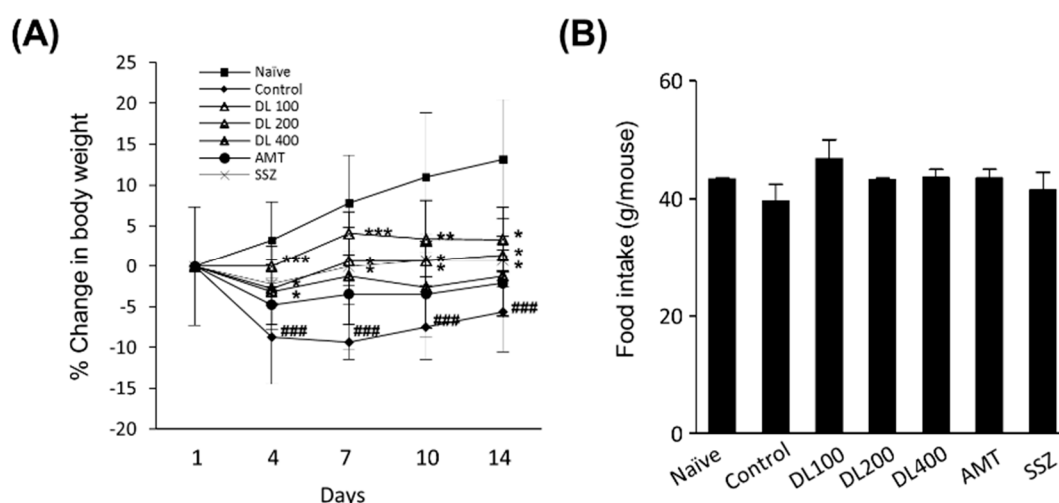 (A)
% Change in body weight
25
20
15
10
5
0
-5
-10
-15
-20
Naïve
Control
DL 100
DL 200
DL 400
AMT
SSZ
***
*
*
###
***
*
*
###
**
*
*
###
*
*
*
###
1 4 7 10 14
Days
(B)
Food intake (g/mouse)
60
40
20
0
Naïve Control DL100 DL200 DL400 AMT SSZ